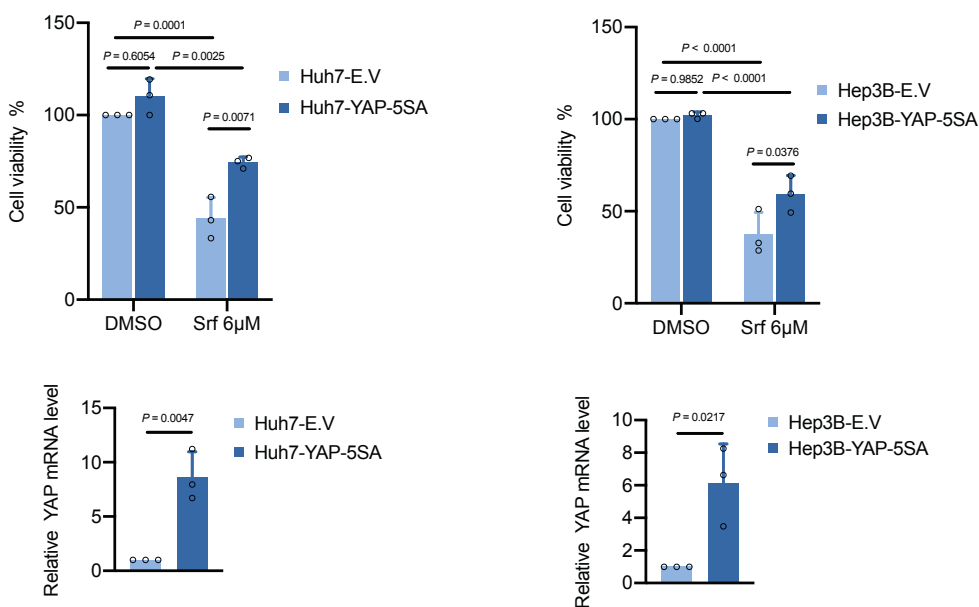 Cell viability %
150
100
50
0
P = 0.0001
P = 0.6054
P = 0.0025
P = 0.0071
DMSO
Srf 6μM
Huh7-E.V
Huh7-YAP-5SA
Cell viability %
150
100
50
0
P < 0.0001
P = 0.9852
P < 0.0001
P = 0.0376
DMSO
Srf 6μM
Hep3B-E.V
Hep3B-YAP-5SA
Relative YAP mRNA level
15
10
5
0
P = 0.0047
Huh7-E.V
Huh7-YAP-5SA
Relative YAP mRNA level
10
8
6
4
2
0
P = 0.0217
Hep3B-E.V
Hep3B-YAP-5SA